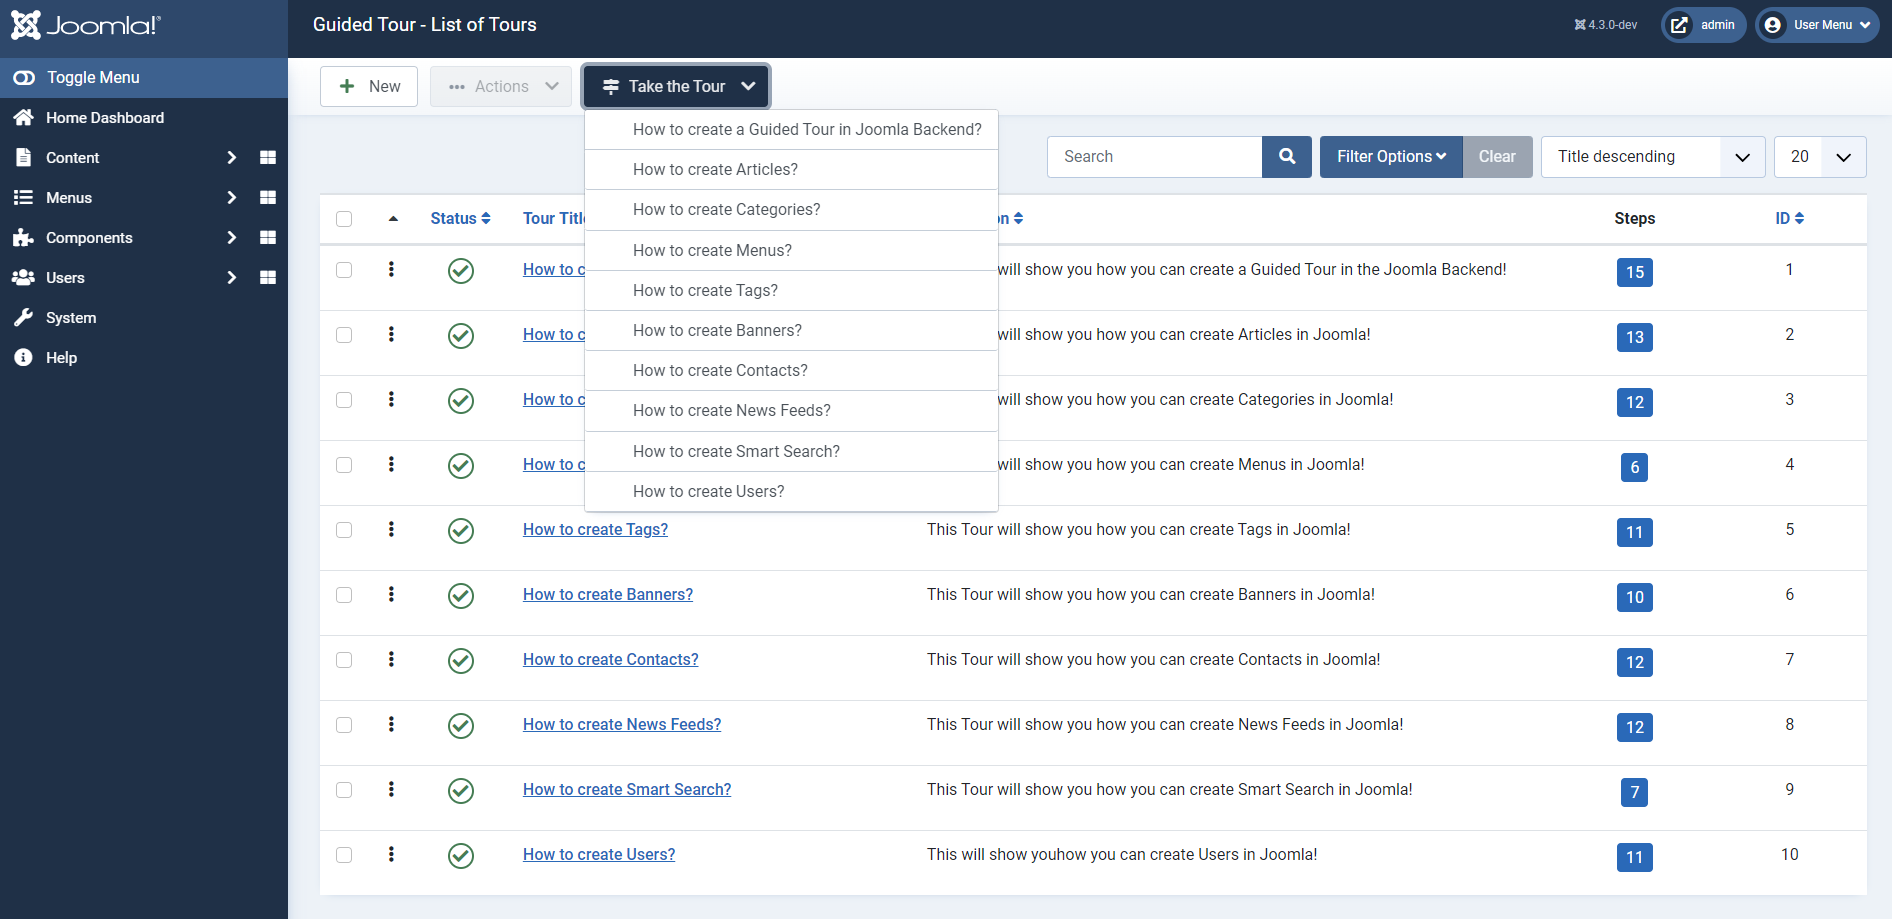 Joomla!®
Guided Tour - List of Tours
4.3.0-dev
admin
User Menu
Toggle Menu
Home Dashboard
Content
Menus
Components
Users
System
Help
New
Actions
Take the Tour
How to create a Guided Tour in Joomla Backend?
How to create Articles?
How to create Categories?
How to create Menus?
How to create Tags?
How to create Banners?
How to create Contacts?
How to create News Feeds?
How to create Smart Search?
How to create Users?
Search
Filter Options
Clear
Title descending
20
Status Tour Titl on Steps ID
How to c will show you how you can create a Guided Tour in the Joomla Backend! 15 1
How to c will show you how you can create Articles in Joomla! 13 2
How to c will show you how you can create Categories in Joomla! 12 3
How to c will show you how you can create Menus in Joomla! 6 4
How to create Tags? This Tour will show you how you can create Tags in Joomla! 11 5
How to create Banners? This Tour will show you how you can create Banners in Joomla! 10 6
How to create Contacts? This Tour will show you how you can create Contacts in Joomla! 12 7
How to create News Feeds? This Tour will show you how you can create News Feeds in Joomla! 12 8
How to create Smart Search? This Tour will show you how you can create Smart Search in Joomla! 7 9
How to create Users? This will show youhow you can create Users in Joomla! 11 10